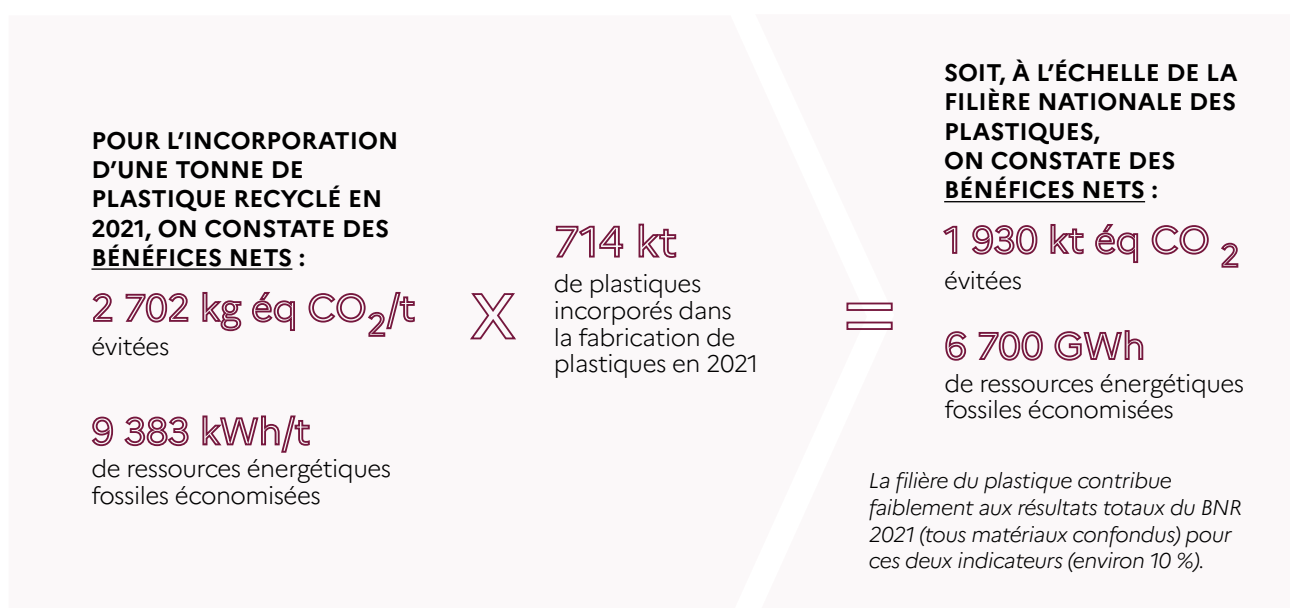 POUR L'INCORPORATION
D'UNE TONNE DE
PLASTIQUE RECYCLÉ EN
2021, ON CONSTATE DES
BÉNÉFICES NETS :
2 702 kg éq CO₂/t
évitées
9 383 kWh/t
de ressources énergétiques
fossiles économisées
X
714 kt
de plastiques
incorporés dans
la fabrication de
plastiques en 2021
=
SOIT, À L'ÉCHELLE DE LA
FILIÈRE NATIONALE DES
PLASTIQUES,
ON CONSTATE DES
BÉNÉFICES NETS :
1 930 kt éq CO ₂
évitées
6 700 GWh
de ressources énergétiques
fossiles économisées
La filière du plastique contribue
faiblement aux résultats totaux du BNR
2021 (tous matériaux confondus) pour
ces deux indicateurs (environ 10 %).